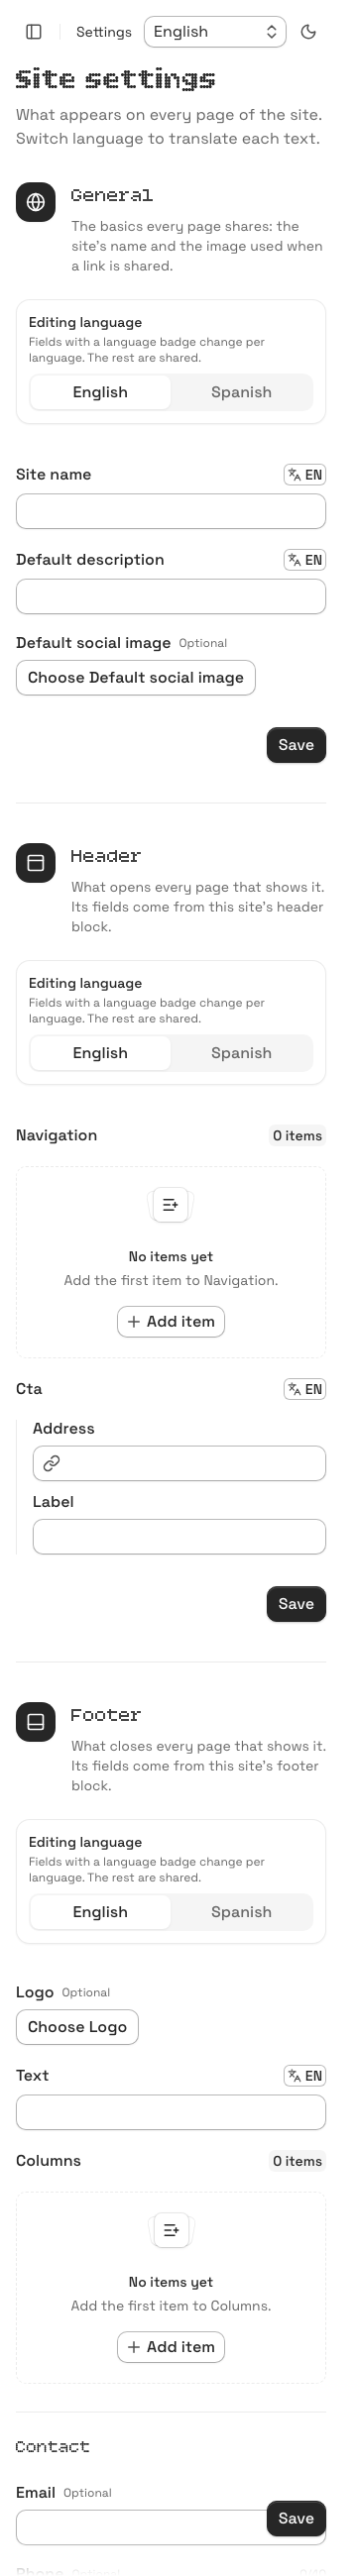 Settings
English
Site settings
What appears on every page of the site.
Switch language to translate each text.
General
The basics every page shares: the
site's name and the image used when
a link is shared.
Editing language
Fields with a language badge change per
language. The rest are shared.
English
Spanish
Site name
EN
Default description
EN
Default social image Optional
Choose Default social image
Save
Header
What opens every page that shows it.
Its fields come from this site's header
block.
Editing language
Fields with a language badge change per
language. The rest are shared.
English
Spanish
Navigation
0 items
No items yet
Add the first item to Navigation.
Add item
Cta
EN
Address
Label
Save
Footer
What closes every page that shows it.
Its fields come from this site's footer
block.
Editing language
Fields with a language badge change per
language. The rest are shared.
English
Spanish
Logo Optional
Choose Logo
Text
EN
Columns
0 items
No items yet
Add the first item to Columns.
Add item
Contact
Email Optional
Save
Phone Optional